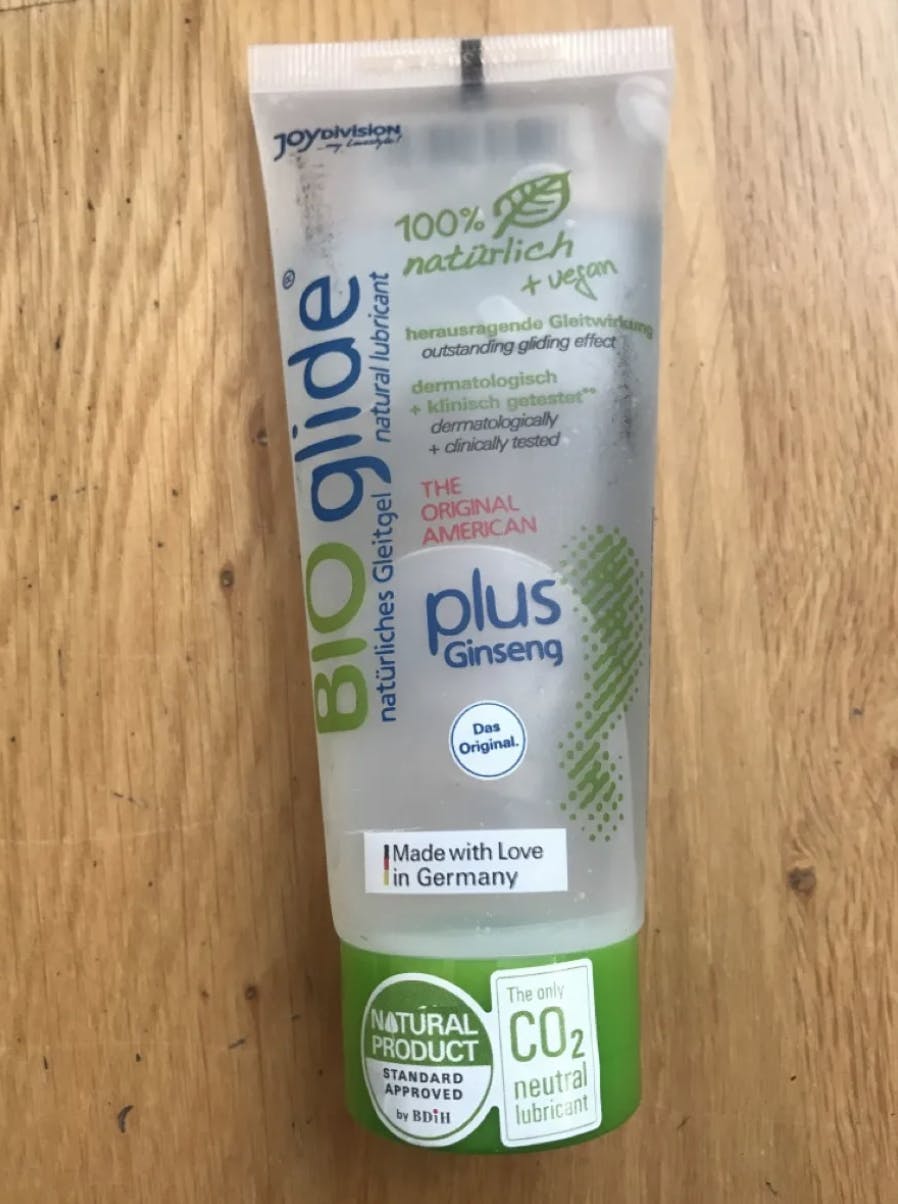 JOYDIVISION
...my Lovestyle!
100%
natürlich
+ vegan
BIOglide®
natürliches Gleitgel natural lubricant
herausragende Gleitwirkung
outstanding gliding effect
dermatologisch
+ klinisch getestet**
dermatologically
+ clinically tested
THE
ORIGINAL
AMERICAN
plus
Ginseng
Das
Original.
Made with Love
in Germany
NATURAL
PRODUCT
STANDARD
APPROVED
by BDiH
The only
CO₂
neutral
lubricant